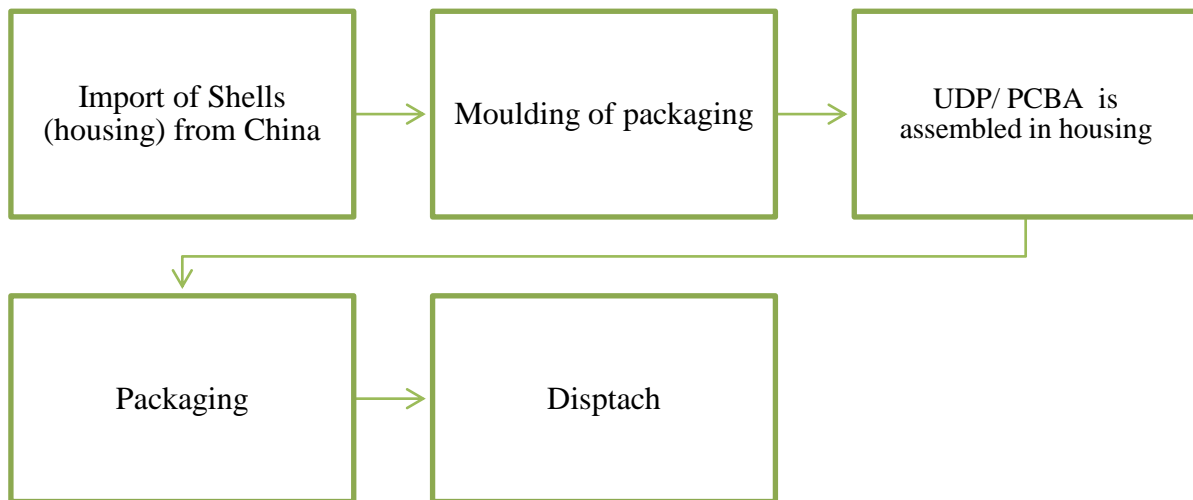 Import of Shells
(housing) from China
Moulding of packaging
UDP/ PCBA is
assembled in housing
Packaging
Disptach